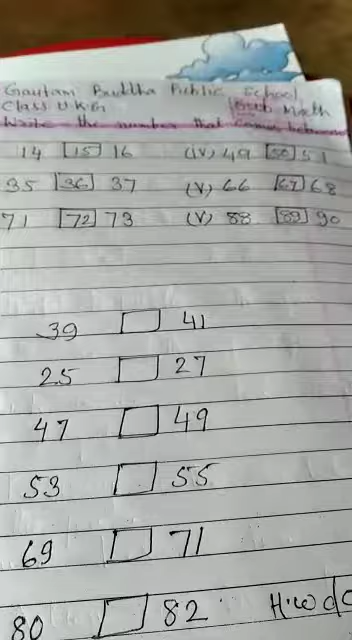 Gautam Buddha Public School
Class U.K.G Math
Write the number that comes between
14 15 16 (iv) 49 50 51
35 36 37 (v) 66 67 68
71 72 73 (v) 88 89 90
39 41
25 27
47 49
53 55
69 71
80 82 H.w